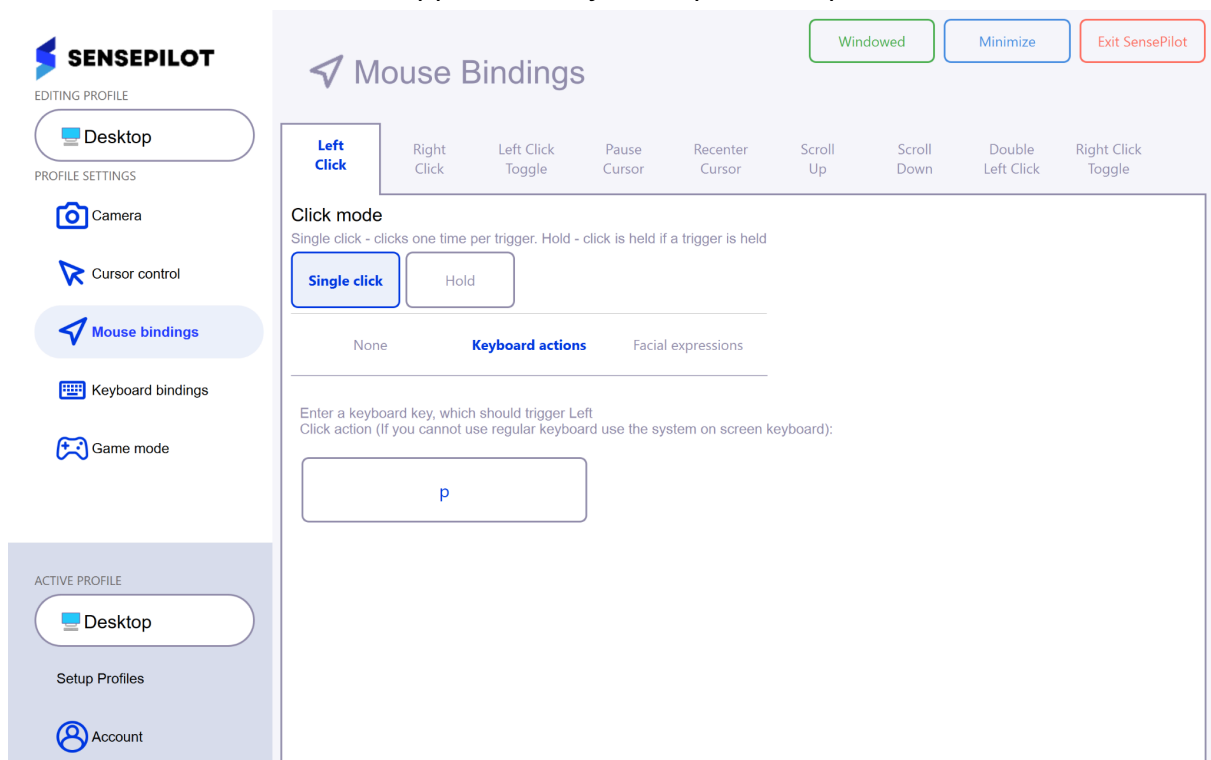 SENSEPILOT
EDITING PROFILE
Desktop
PROFILE SETTINGS
Camera
Cursor control
Mouse bindings
Keyboard bindings
Game mode
ACTIVE PROFILE
Desktop
Setup Profiles
Account
Windowed
Minimize
Exit SensePilot
Mouse Bindings
Left
Click
Right
Click
Left Click
Toggle
Pause
Cursor
Recenter
Cursor
Scroll
Up
Scroll
Down
Double
Left Click
Right Click
Toggle
Click mode
Single click - clicks one time per trigger. Hold - click is held if a trigger is held
Single click
Hold
None
Keyboard actions
Facial expressions
Enter a keyboard key, which should trigger Left
Click action (If you cannot use regular keyboard use the system on screen keyboard):
p